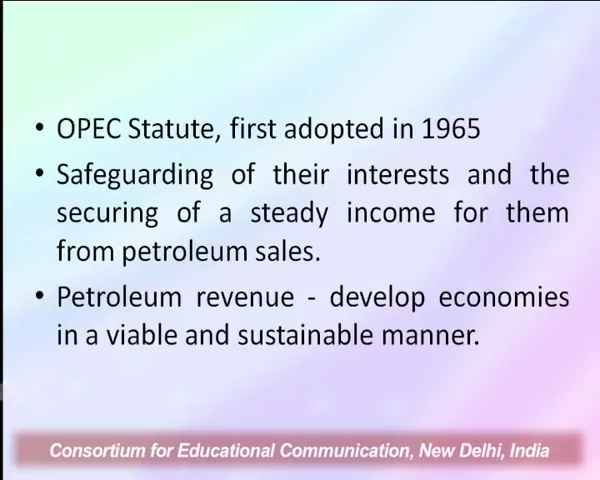 • OPEC Statute, first adopted in 1965
• Safeguarding of their interests and the
securing of a steady income for them
from petroleum sales.
• Petroleum revenue - develop economies
in a viable and sustainable manner.
Consortium for Educational Communication, New Delhi, India